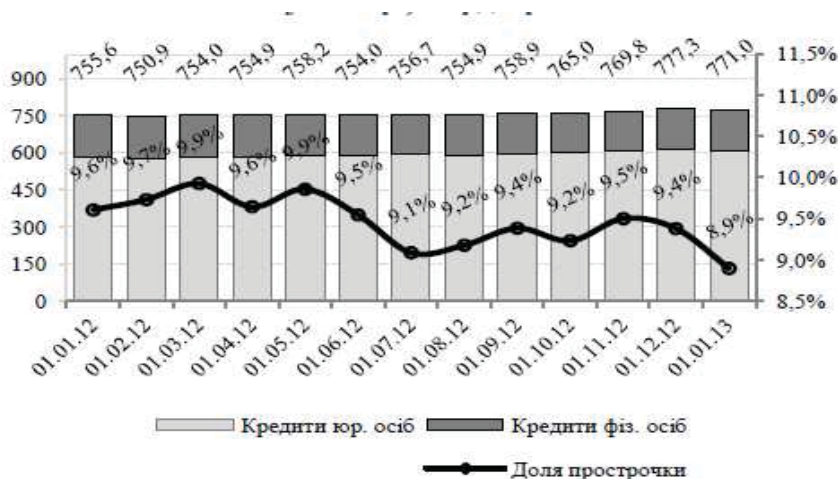 755,6 750,9 754,0 754,9 758,2 754,0 756,7 754,9 758,9 765,0 769,8 777,3 771,0
900 750 600 450 300 150 0
11,5% 11,0% 10,5% 10,0% 9,5% 9,0% 8,5%
9,6% 9,7% 9,9% 9,6% 9,9% 9,5% 9,1% 9,2% 9,4% 9,2% 9,5% 9,4% 8,9%
01.01.12 01.02.12 01.03.12 01.04.12 01.05.12 01.06.12 01.07.12 01.08.12 01.09.12 01.10.12 01.11.12 01.12.12 01.01.13
Кредити юр. осіб Кредити фіз. осіб
Доля прострочки